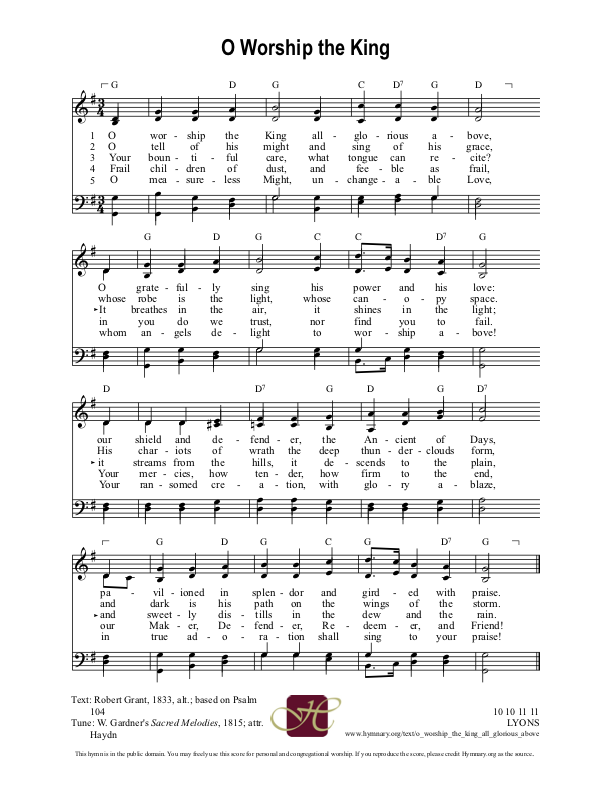 O Worship the King
G D G C D7 G D
1 O wor - ship the King all - glo - rious a - bove,
2 O tell of his might and sing of his grace,
3 Your boun - ti - ful care, what tongue can re - cite?
4 Frail chil - dren of dust, and fee - ble as frail,
5 O mea - sure - less Might, un - change - a - ble Love,
G D G C D7 G
O grate - ful - ly sing his power and his love:
whose robe is the light, whose can - o - py space.
▸It breathes in the air, it shines in the light;
in you do we trust, nor find you to fail.
whom an - gels de - light to wor - ship a - bove!
D D7 G D G D7
our shield and de - fend - er, the An - cient of Days,
His char - iots of wrath the deep thun - der - clouds form,
▸it streams from the hills, it de - scends to the plain,
Your mer - cies, how ten - der, how firm to the end,
Your ran - somed cre - a - tion, with glo - ry a - blaze,
G D G C G D7 G
pa - vil - ioned in splen - dor and gird - ed with praise.
and dark is his path on the wings of the storm.
▸and sweet - ly dis - tills in the dew and the rain.
our Mak - er, De - fend - er, Re - deem - er, and Friend!
in true ad - o - ra - tion shall sing to your praise!
Text: Robert Grant, 1833, alt.; based on Psalm
104
Tune: W. Gardner's Sacred Melodies, 1815; attr.
Haydn
H
10 10 11 11
LYONS
www.hymnary.org/text/o_worship_the_king_all_glorious_above
This hymn is in the public domain. You may freely use this score for personal and congregational worship. If you reproduce the score, please credit Hymnary.org as the source.